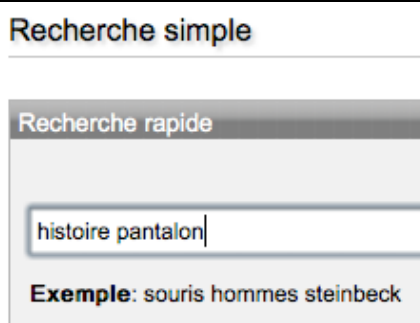 Recherche simple
Recherche rapide
histoire pantalon
Exemple: souris hommes steinbeck